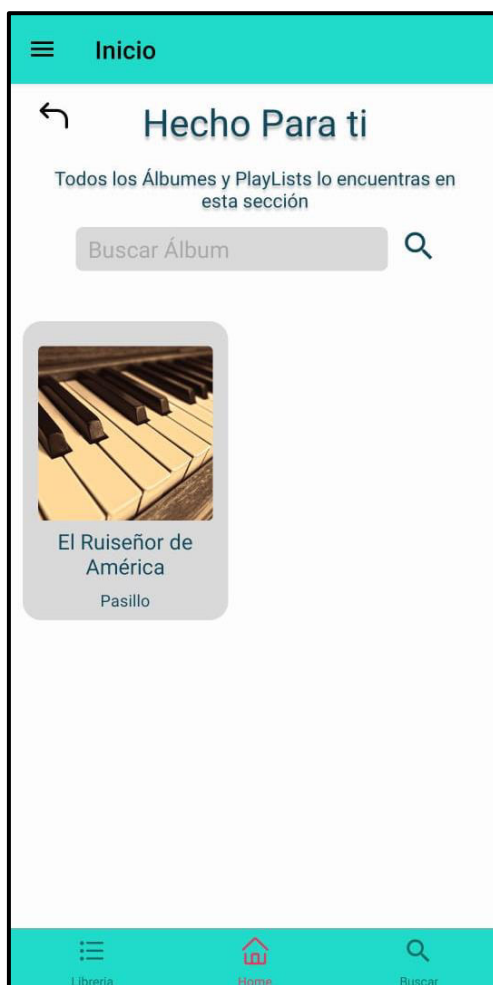 Inicio
Hecho Para ti
Todos los Álbumes y PlayLists lo encuentras en
esta sección
Buscar Álbum
El Ruiseñor de
América
Pasillo
Libreria
Home
Buscar